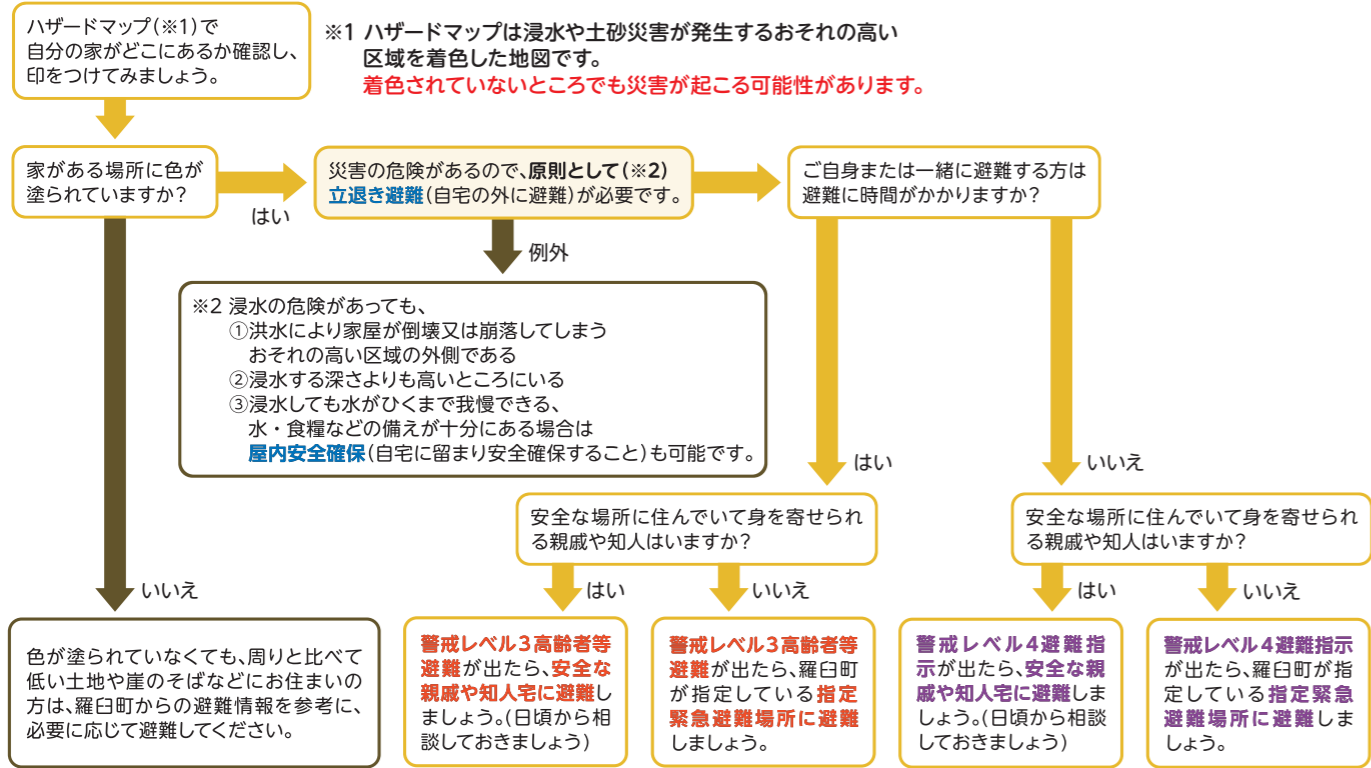 ハザードマップ(※1)で
自分の家がどこにあるか確認し、
印をつけてみましょう。
※1 ハザードマップは浸水や土砂災害が発生するおそれの高い
区域を着色した地図です。
着色されていないところでも災害が起こる可能性があります。
家がある場所に色が
塗られていますか?
はい
災害の危険があるので、原則として(※2)
立退き避難(自宅の外に避難)が必要です。
ご自身または一緒に避難する方は
避難に時間がかかりますか?
例外
※2 浸水の危険があっても、
①洪水により家屋が倒壊又は崩落してしまう
おそれの高い区域の外側である
②浸水する深さよりも高いところにいる
③浸水しても水がひくまで我慢できる、
水・食糧などの備えが十分にある場合は
屋内安全確保(自宅に留まり安全確保すること)も可能です。
はい
いいえ
安全な場所に住んでいて身を寄せられ
る親戚や知人はいますか?
安全な場所に住んでいて身を寄せられ
る親戚や知人はいますか?
いいえ
はい
いいえ
はい
いいえ
色が塗られていなくても、周りと比べて
低い土地や崖のそばなどにお住まいの
方は、羅臼町からの避難情報を参考に、
必要に応じて避難してください。
警戒レベル3高齢者等
避難が出たら、安全な
親戚や知人宅に避難し
ましょう。(日頃から相
談しておきましょう)
警戒レベル3高齢者等
避難が出たら、羅臼町
が指定している指定
緊急避難場所に避難
しましょう。
警戒レベル4避難指
示が出たら、安全な親
戚や知人宅に避難しま
しょう。(日頃から相談
しておきましょう)
警戒レベル4避難指示
が出たら、羅臼町が指
定している指定緊急
避難場所に避難しま
しょう。